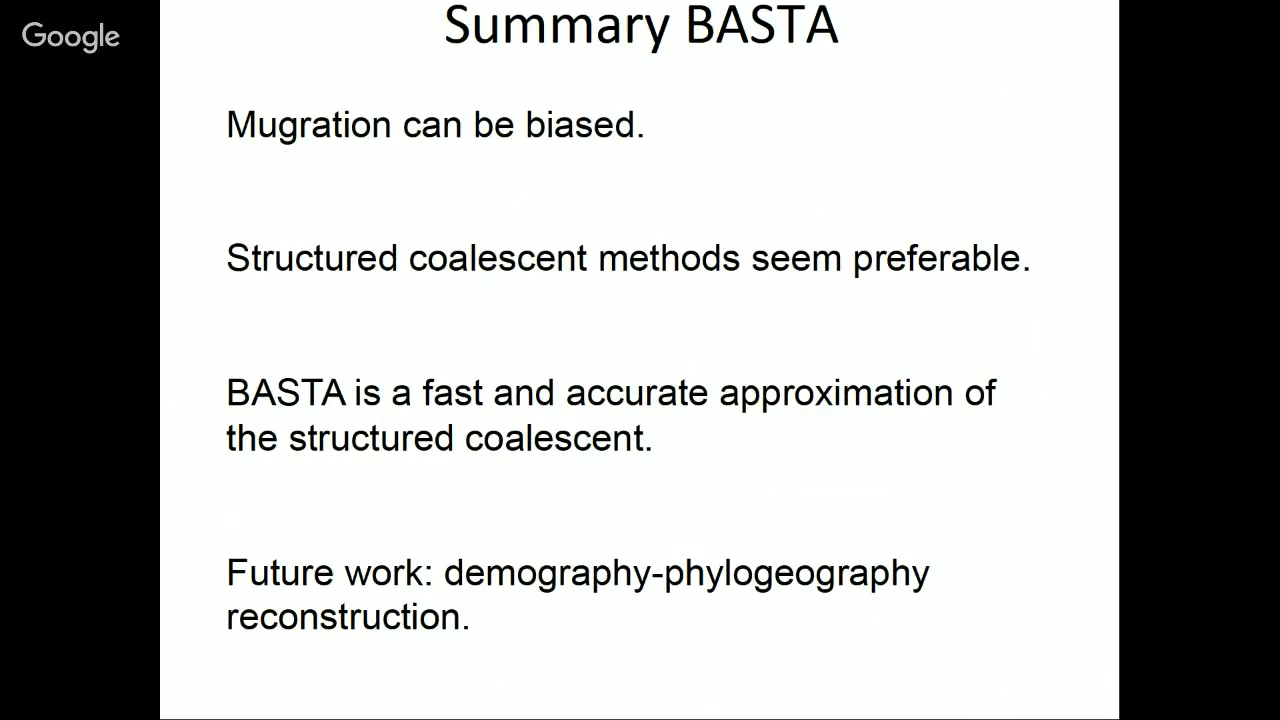 Google
Summary BASTA
Mugration can be biased.
Structured coalescent methods seem preferable.
BASTA is a fast and accurate approximation of
the structured coalescent.
Future work: demography-phylogeography
reconstruction.